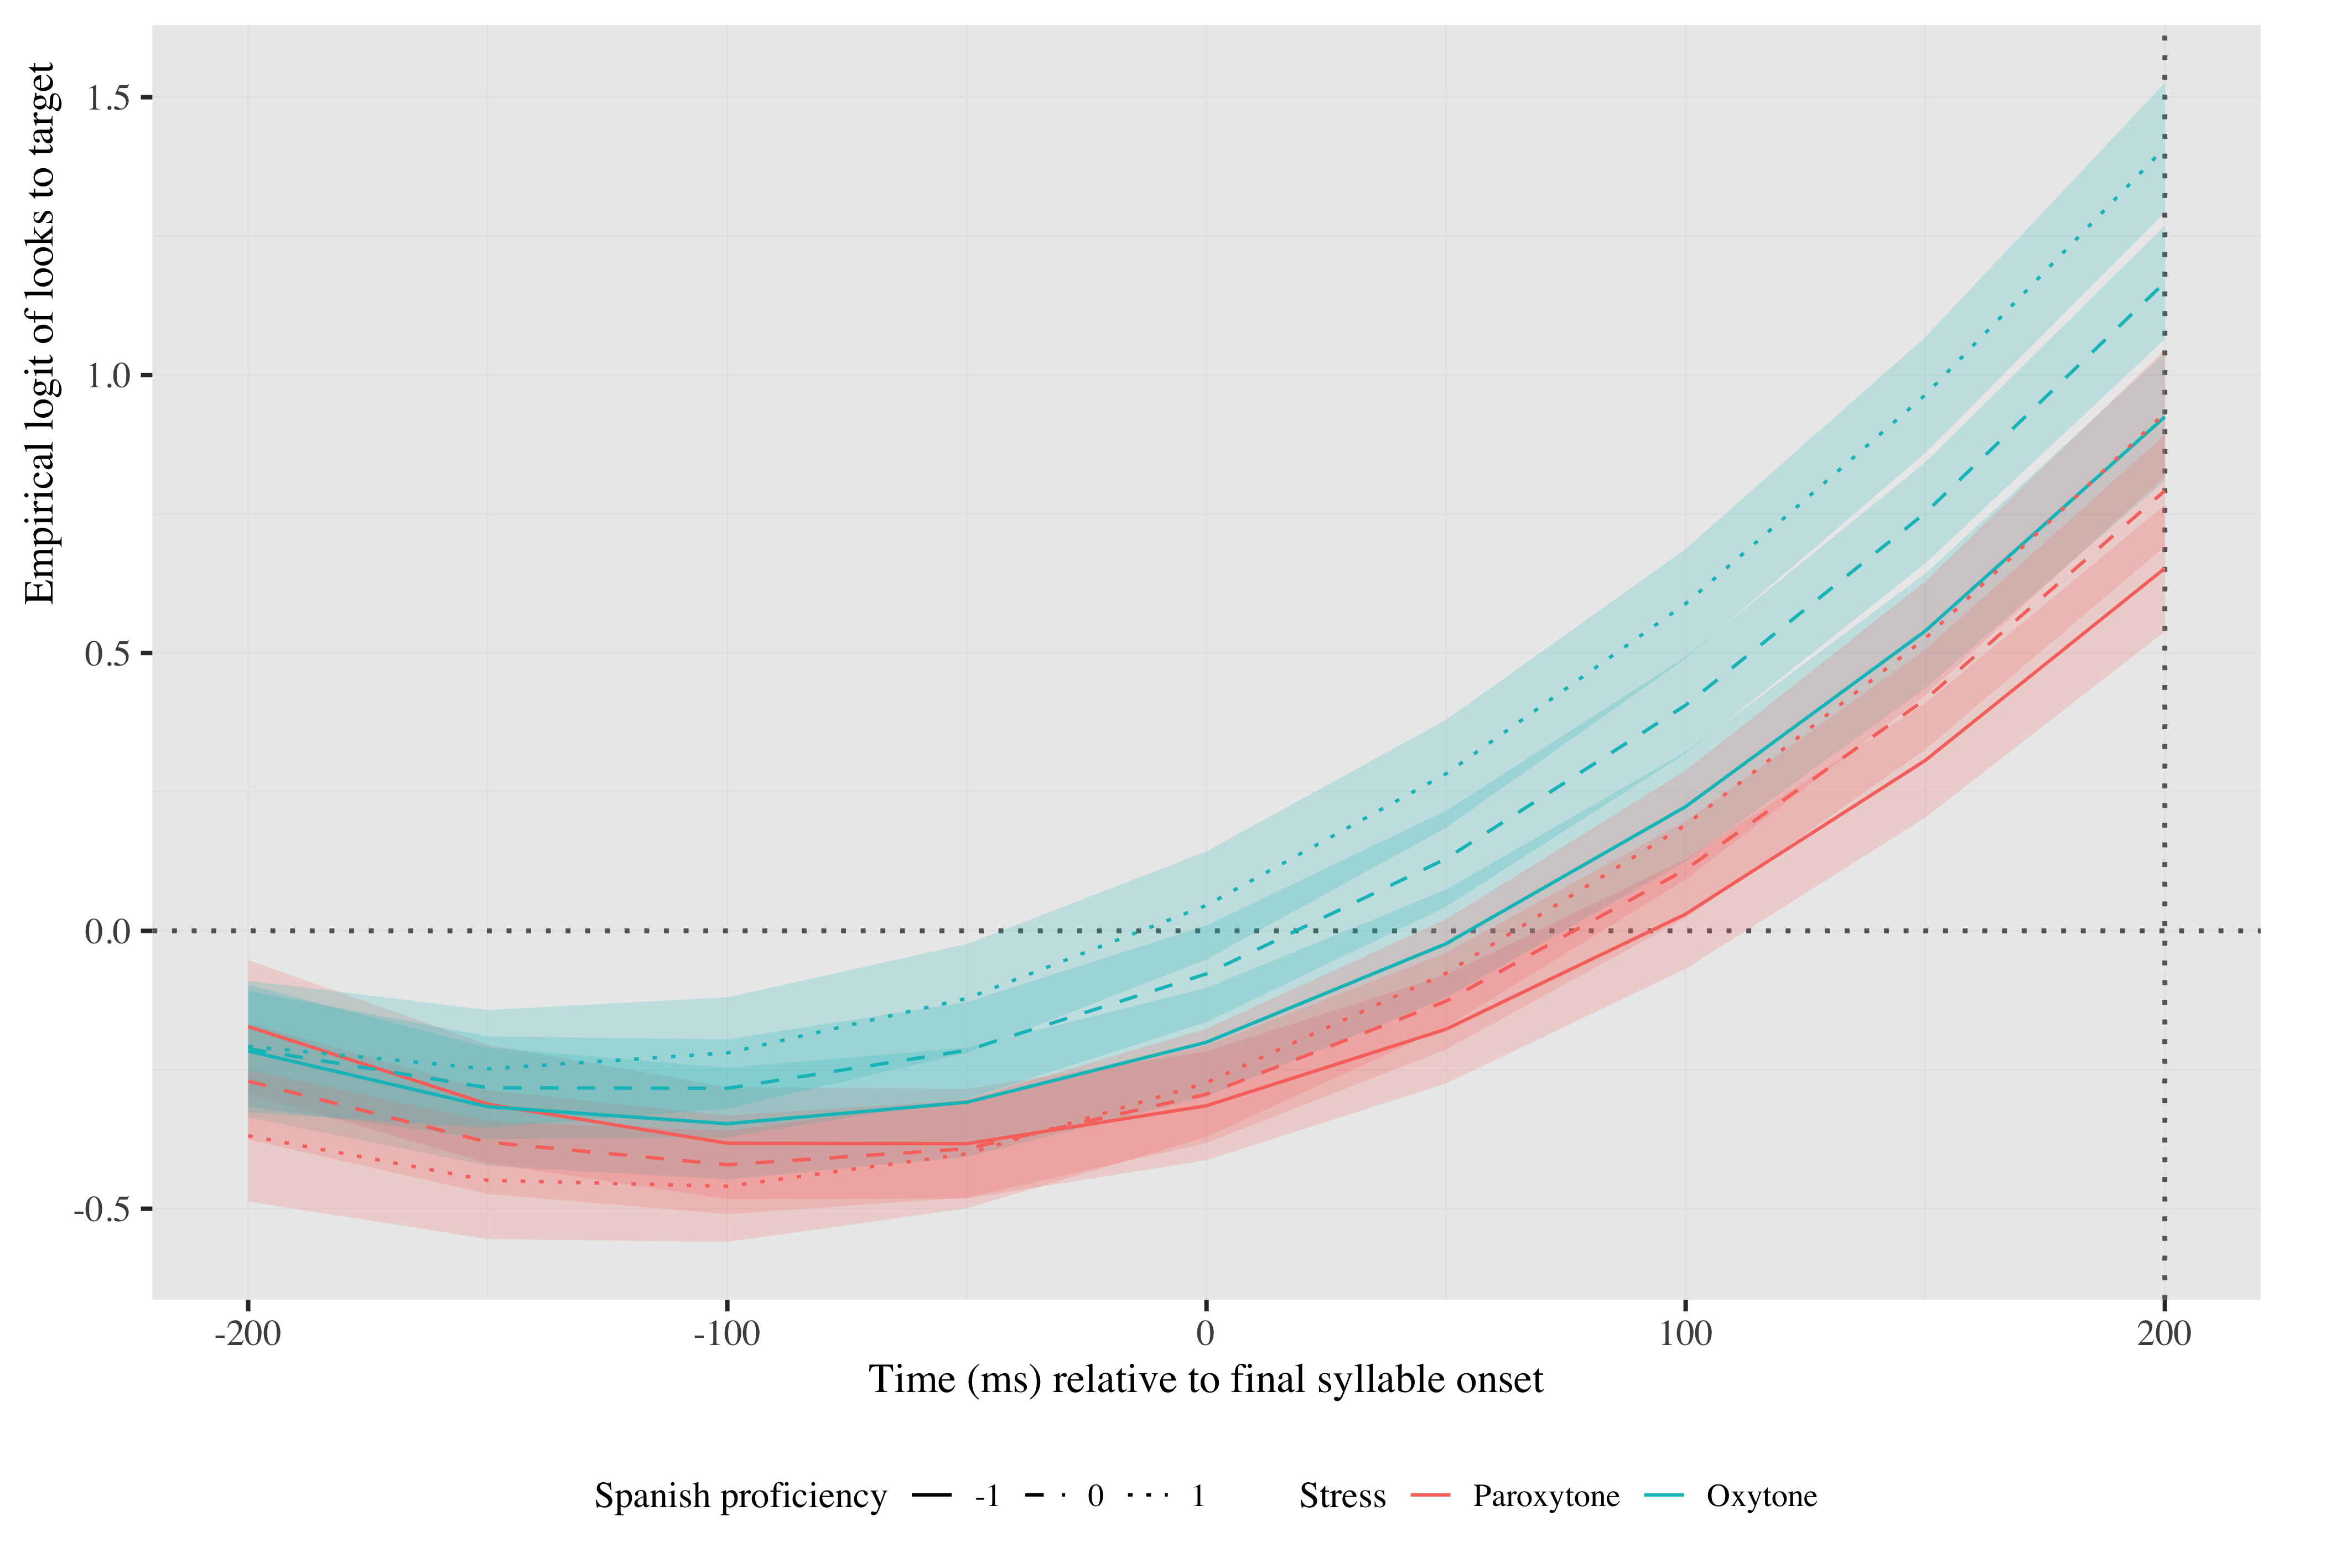 Empirical logit of looks to target
1.5
1.0
0.5
0.0
-0.5
-200 -100 0 100 200
Time (ms) relative to final syllable onset
Spanish proficiency -1 0 1 Stress Paroxytone Oxytone